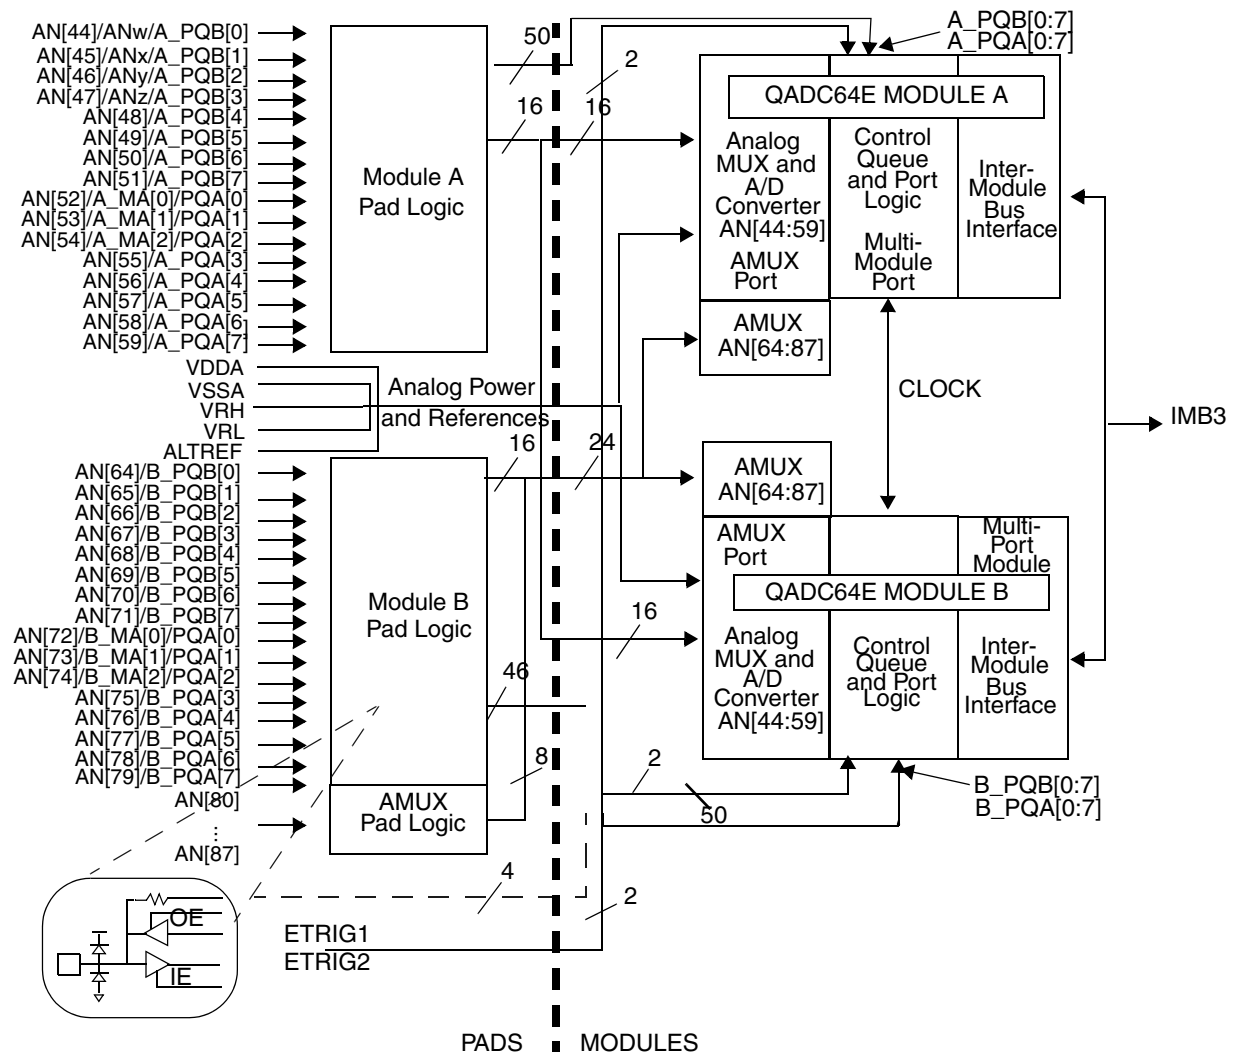 AN[44]/ANw/A_PQB[0]
AN[45]/ANx/A_PQB[1]
AN[46]/ANy/A_PQB[2]
AN[47]/ANz/A_PQB[3]
AN[48]/A_PQB[4]
AN[49]/A_PQB[5]
AN[50]/A_PQB[6]
AN[51]/A_PQB[7]
AN[52]/A_MA[0]/PQA[0]
AN[53]/A_MA[1]/PQA[1]
AN[54]/A_MA[2]/PQA[2]
AN[55]/A_PQA[3]
AN[56]/A_PQA[4]
AN[57]/A_PQA[5]
AN[58]/A_PQA[6]
AN[59]/A_PQA[7]
VDDA
VSSA
VRH
VRL
ALTREF
AN[64]/B_PQB[0]
AN[65]/B_PQB[1]
AN[66]/B_PQB[2]
AN[67]/B_PQB[3]
AN[68]/B_PQB[4]
AN[69]/B_PQB[5]
AN[70]/B_PQB[6]
AN[71]/B_PQB[7]
AN[72]/B_MA[0]/PQA[0]
AN[73]/B_MA[1]/PQA[1]
AN[74]/B_MA[2]/PQA[2]
AN[75]/B_PQA[3]
AN[76]/B_PQA[4]
AN[77]/B_PQA[5]
AN[78]/B_PQA[6]
AN[79]/B_PQA[7]
AN[80]
AN[87]
OE
IE
Module A
Pad Logic
Analog Power
and References
Module B
Pad Logic
AMUX
Pad Logic
ETRIG1
ETRIG2
50
2
16
16
16
24
16
46
8
2
50
4
2
A_PQB[0:7]
A_PQA[0:7]
QADC64E MODULE A
Analog
MUX and
A/D
Converter
AN[44:59]
AMUX
Port
Control
Queue
and Port
Logic
Multi-
Module
Port
Inter-
Module
Bus
Interface
AMUX
AN[64:87]
CLOCK
IMB3
AMUX
AN[64:87]
AMUX
Port
Multi-
Port
Module
QADC64E MODULE B
Analog
MUX and
A/D
Converter
AN[44:59]
Control
Queue
and Port
Logic
Inter-
Module
Bus
Interface
B_PQB[0:7]
B_PQA[0:7]
PADS
MODULES